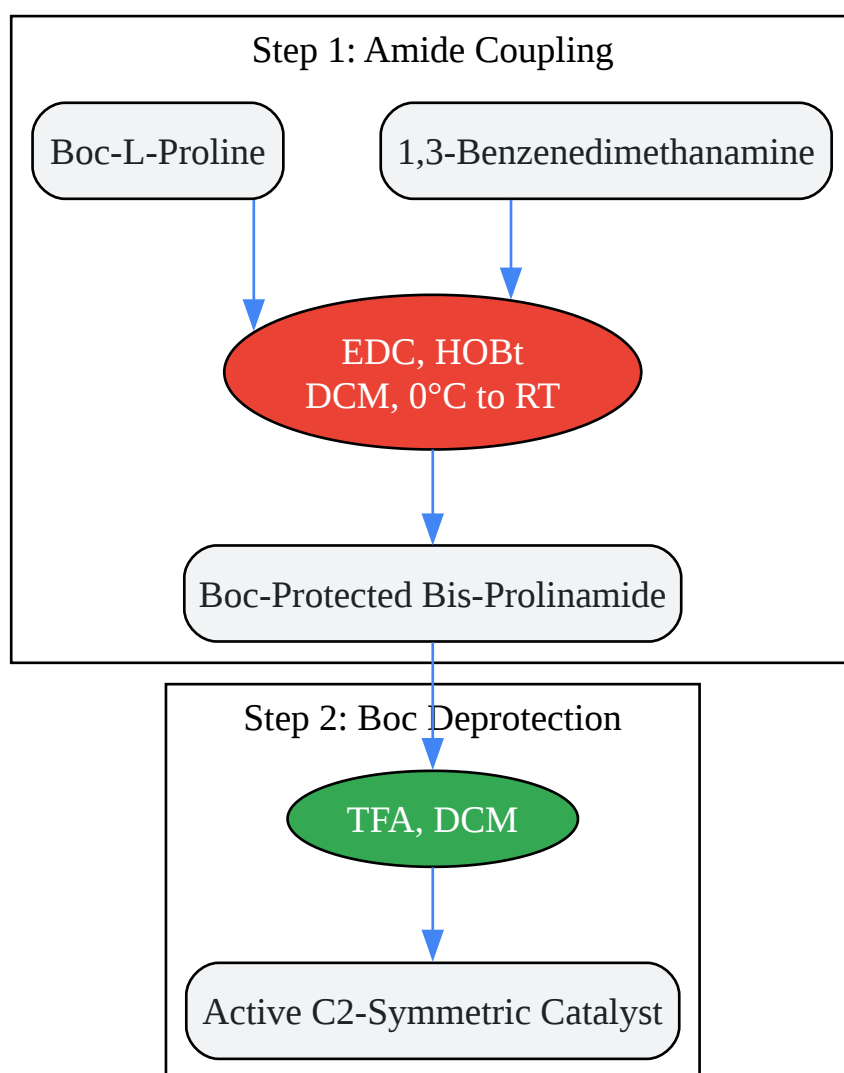 Step 1: Amide Coupling
Boc-L-Proline
1,3-Benzenedimethanamine
EDC, HOBt
DCM, 0°C to RT
Boc-Protected Bis-Prolinamide
Step 2: Boc Deprotection
TFA, DCM
Active C2-Symmetric Catalyst